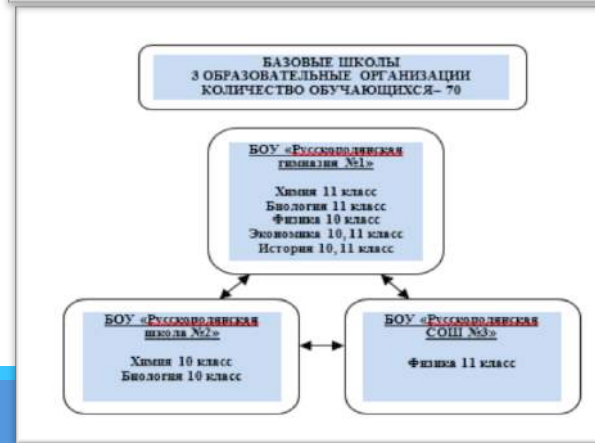 БАЗОВЫЕ ШКОЛЫ
3 ОБРАЗОВАТЕЛЬНЫЕ ОРГАНИЗАЦИИ
КОЛИЧЕСТВО ОБУЧАЮЩИХСЯ– 70
БОУ «Русскополянская
гимназия №1»
Химия 11 класс
Биология 11 класс
Физика 10 класс
Экономика 10, 11 класс
История 10, 11 класс
БОУ «Русскополянская
школа №2»
Химия 10 класс
Биология 10 класс
БОУ «Русскополянская
СОШ №3»
Физика 11 класс